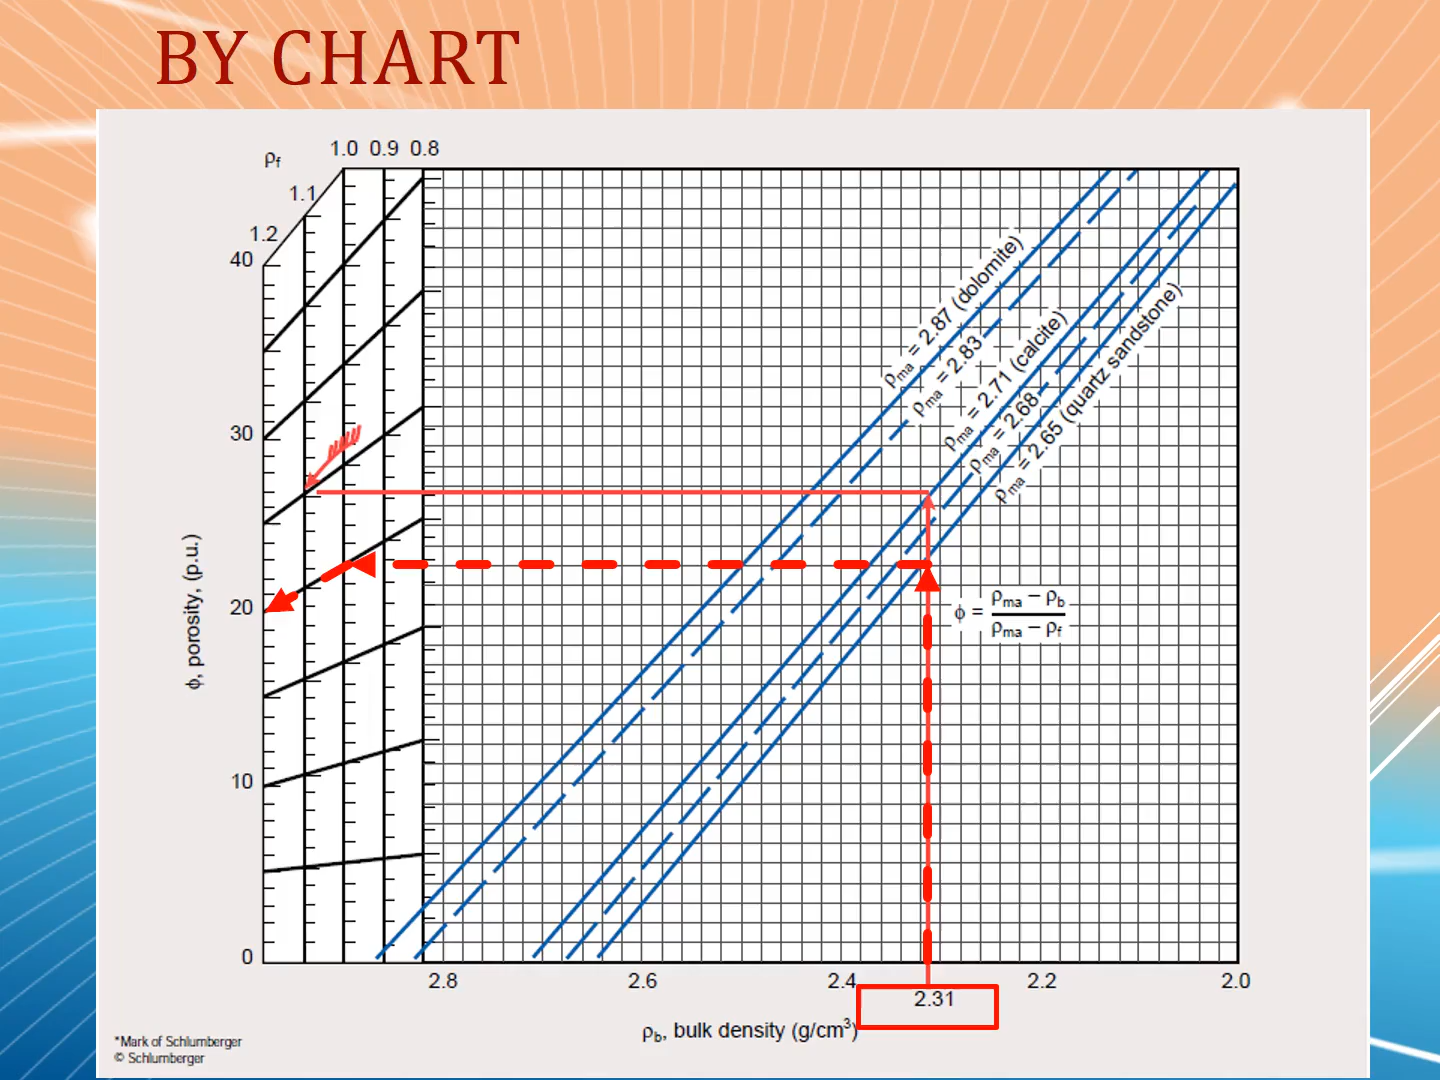 BY CHART
ρf
1.0 0.9 0.8
1.1
1.2
40
30
20
10
0
ϕ, porosity, (p.u.)
ρma = 2.87 (dolomite)
ρma = 2.83
ρma = 2.71 (calcite)
ρma = 2.68
ρma = 2.65 (quartz sandstone)
ϕ = ρma − ρb
ρma − ρf
2.8 2.6 2.4 2.2 2.0
2.31
ρb, bulk density (g/cm3)
*Mark of Schlumberger
© Schlumberger